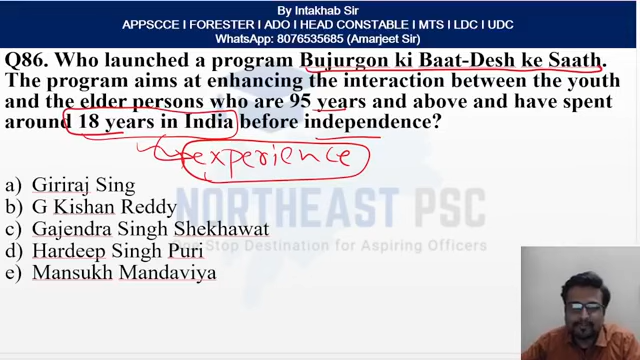 By Intakhab Sir
APPSCCE I FORESTER I ADO I HEAD CONSTABLE I MTS I LDC I UDC
WhatsApp: 8076535685 (Amarjeet Sir)
Q86. Who launched a program Bujurgon ki Baat-Desh ke Saath.
The program aims at enhancing the interaction between the youth
and the elder persons who are 95 years and above and have spent
around 18 years in India before independence?
experience
a) Giriraj Sing
b) G Kishan Reddy
c) Gajendra Singh Shekhawat
d) Hardeep Singh Puri
e) Mansukh Mandaviya
NORTHEAST PSC
One Stop Destination for Aspiring Officers